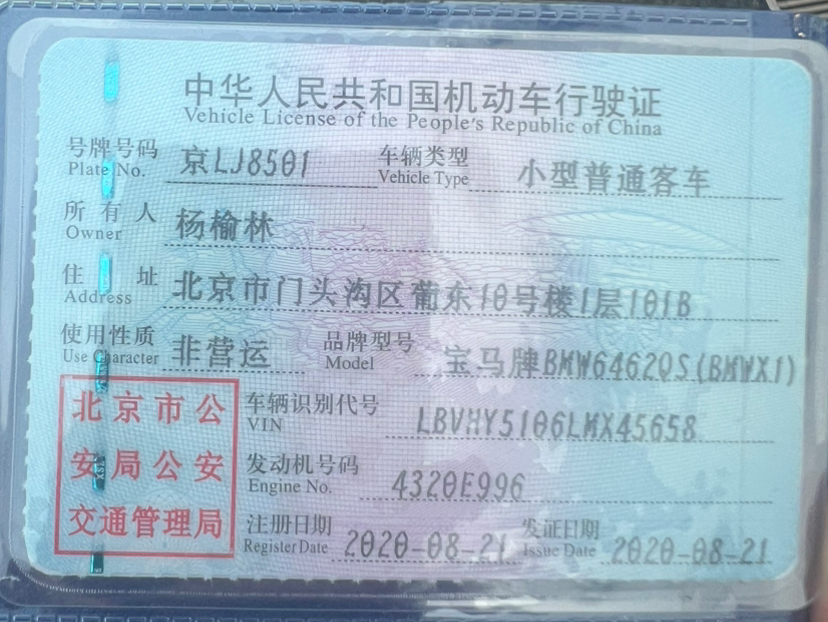 中华人民共和国机动车行驶证
Vehicle License of the People's Republic of China
号牌号码 京LJ8501 车辆类型 小型普通客车
Plate No. Vehicle Type
所有人 杨榆林
Owner
住址 北京市门头沟区葡东10号楼1层101B
Address
使用性质 非营运 品牌型号 宝马牌BMW6462QS(BMWX1)
Use Character Model
北京市公安局公安交通管理局
车辆识别代号 LBVHY5106LMX45658
VIN
发动机号码 4320E996
Engine No.
注册日期 2020-08-21 发证日期 2020-08-21
Register Date Issue Date